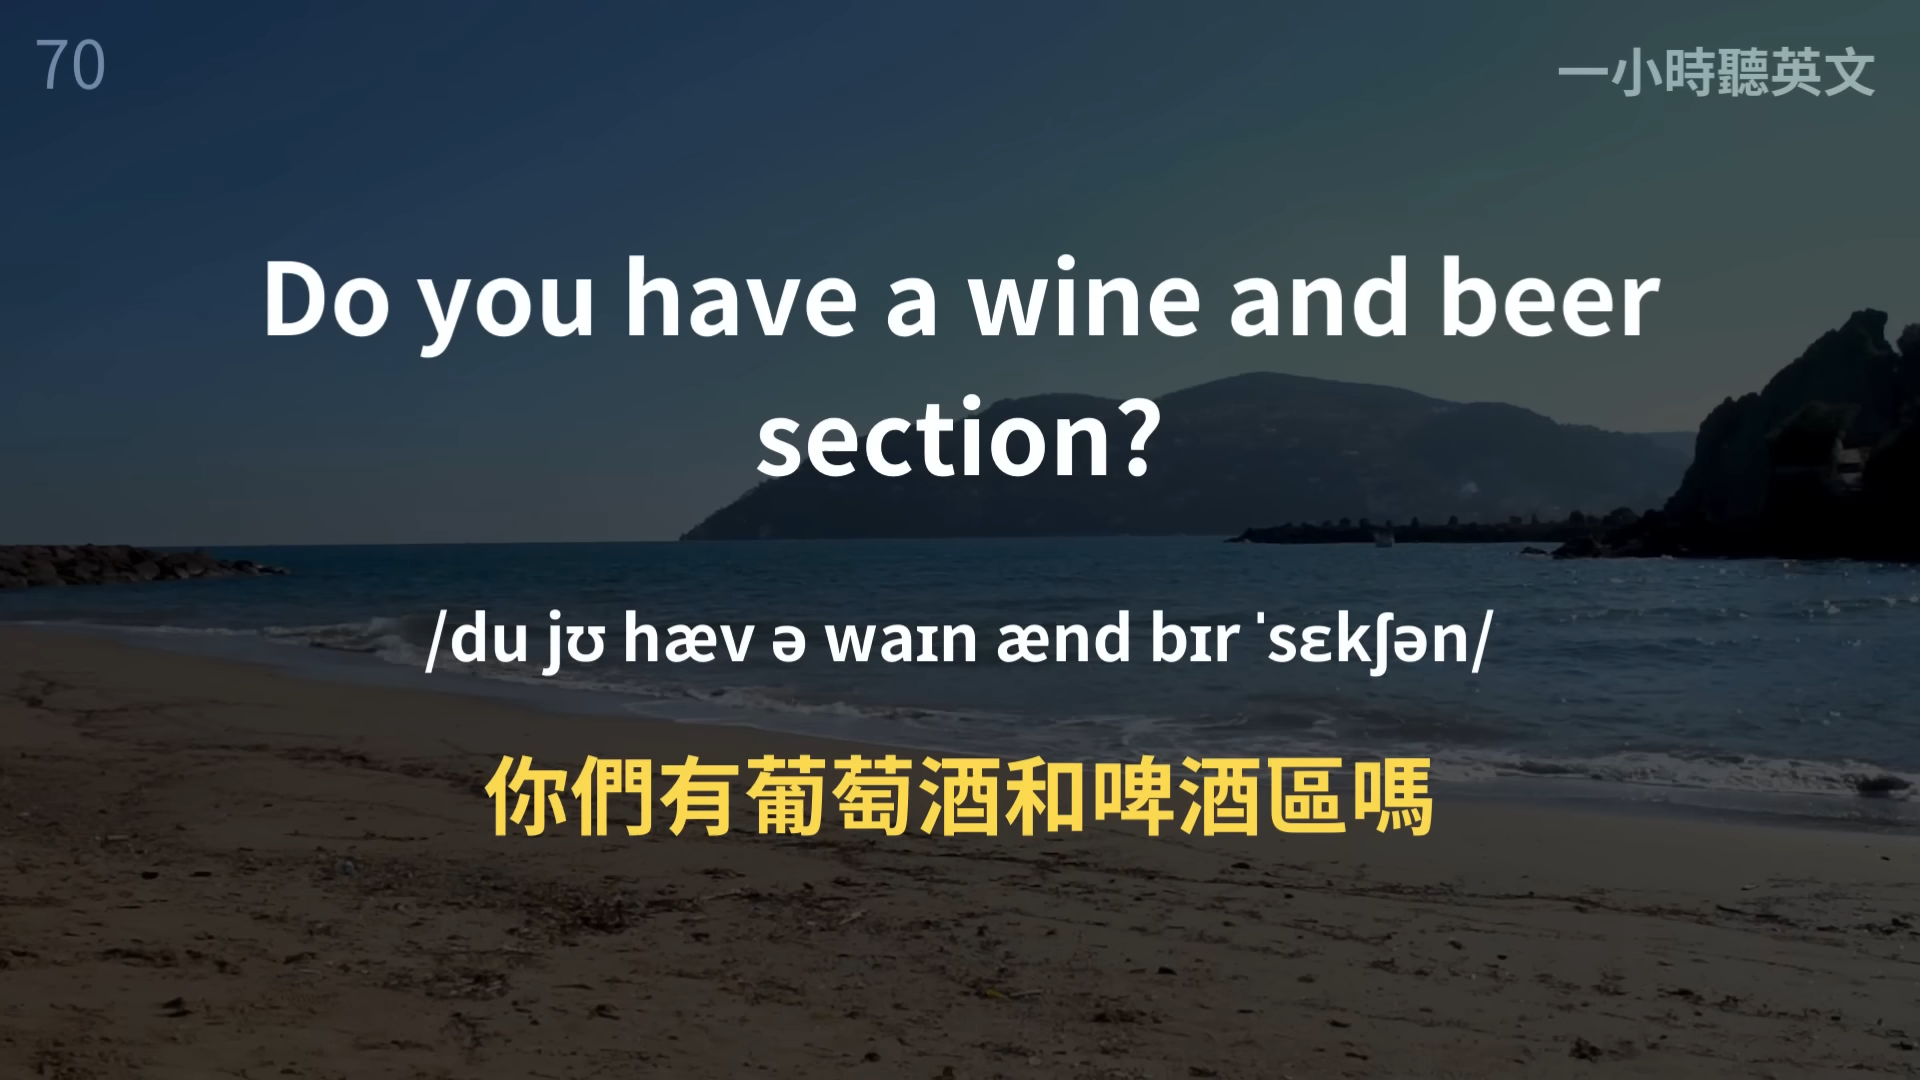 70
一小時聽英文
Do you have a wine and beer
section?
/du jʊ hæv ə waɪn ænd bɪr ˈsɛkʃən/
你們有葡萄酒和啤酒區嗎